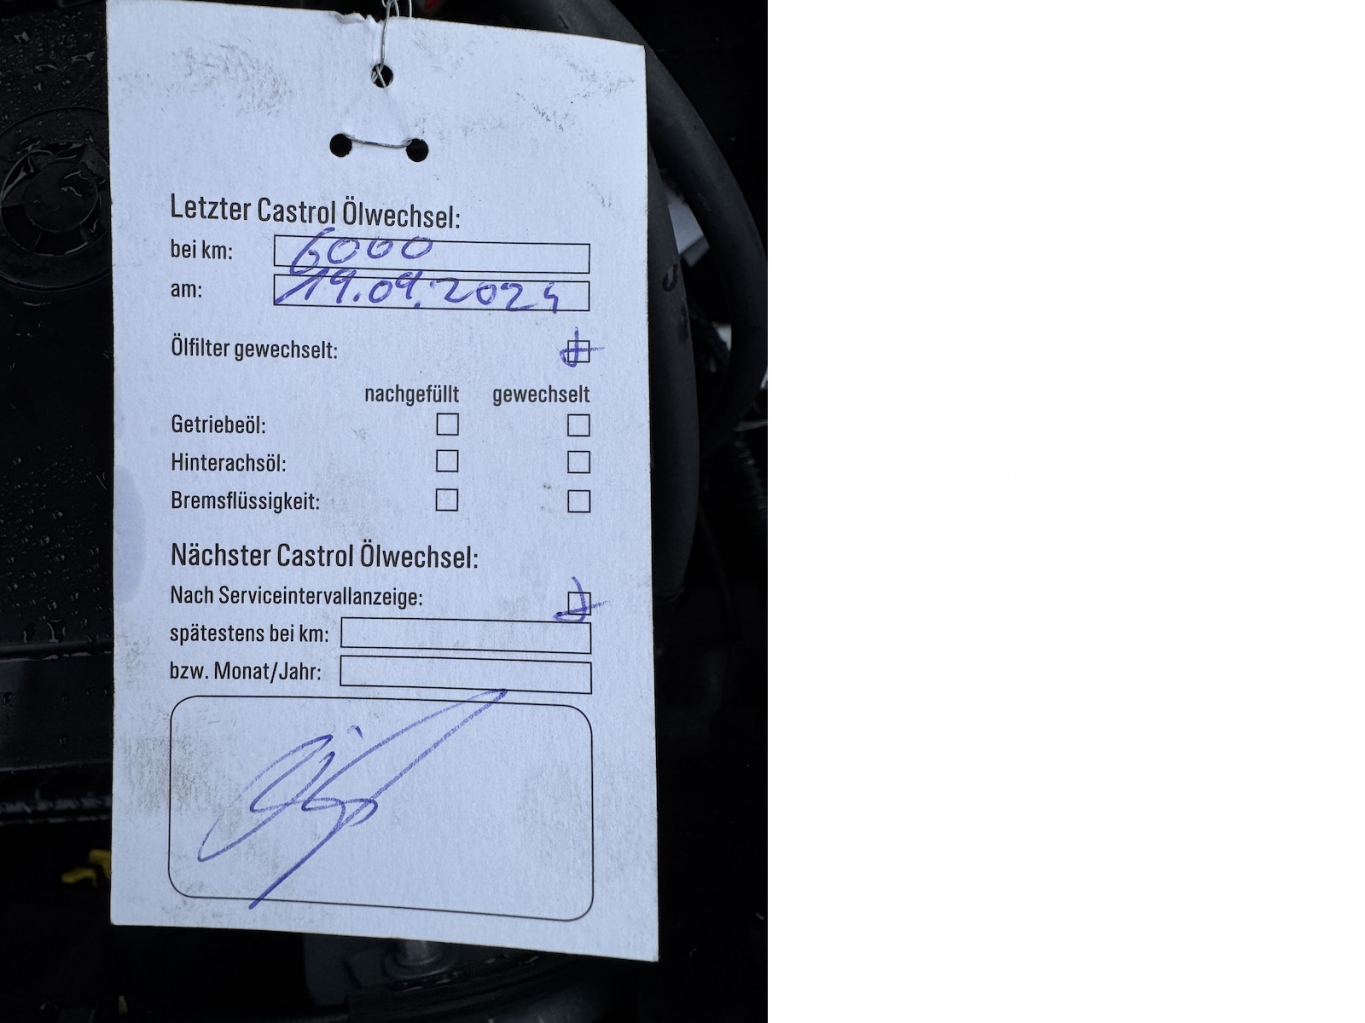 Letzter Castrol Ölwechsel:
bei km: 6000
am: 19.09.2024
Ölfilter gewechselt:
nachgefüllt gewechselt
Getriebeöl:
Hinterachsöl:
Bremsflüssigkeit:
Nächster Castrol Ölwechsel:
Nach Serviceintervallanzeige:
spätestens bei km:
bzw. Monat/Jahr: